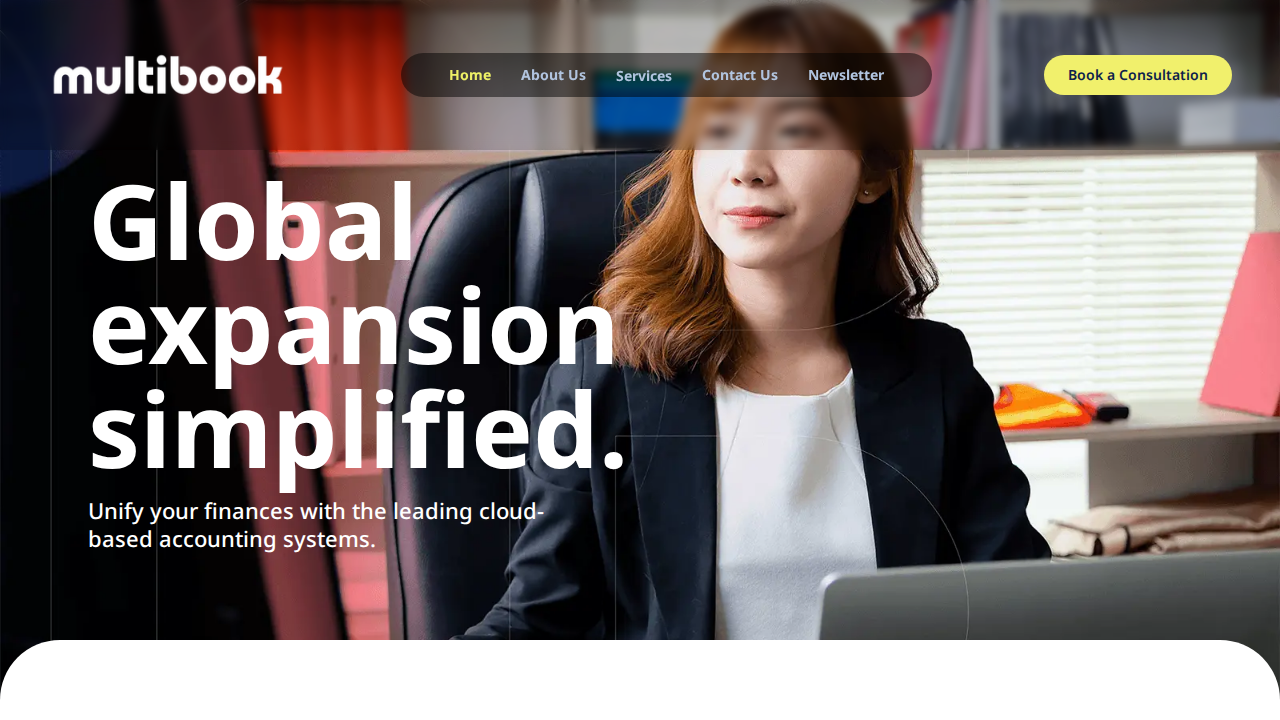 multibook
Home
About Us
Services
Contact Us
Newsletter
Book a Consultation
Global
expansion
simplified.
Unify your finances with the leading cloud-
based accounting systems.